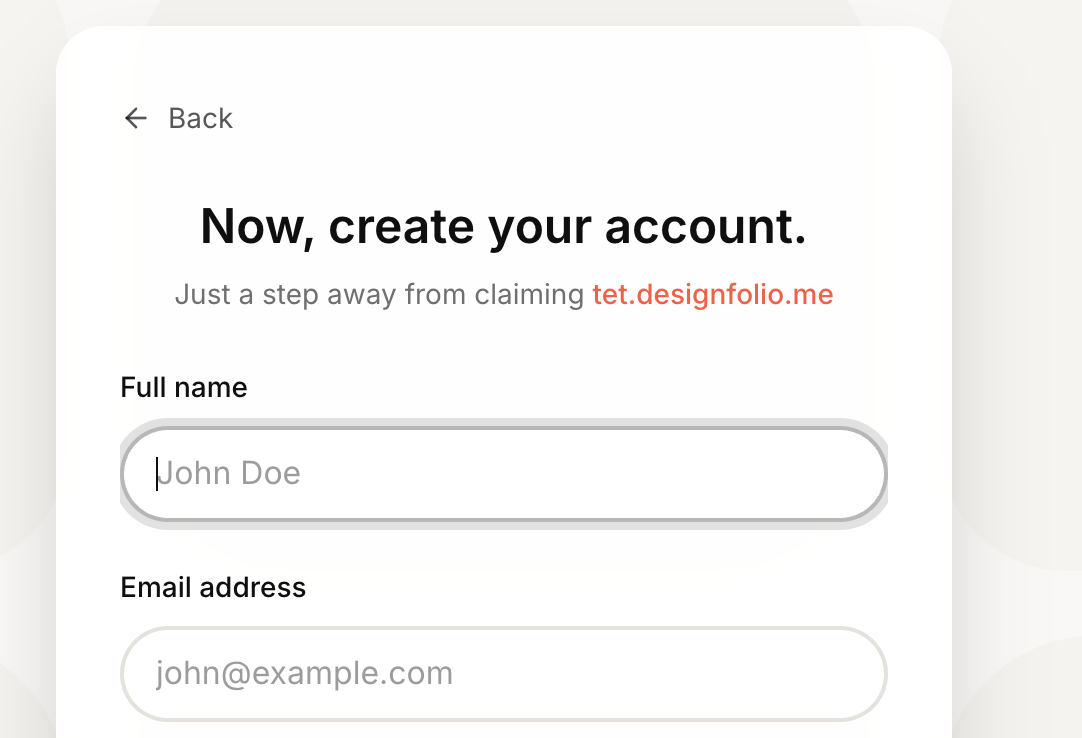 Back
Now, create your account.
Just a step away from claiming tet.designfolio.me
Full name
John Doe
Email address
john@example.com